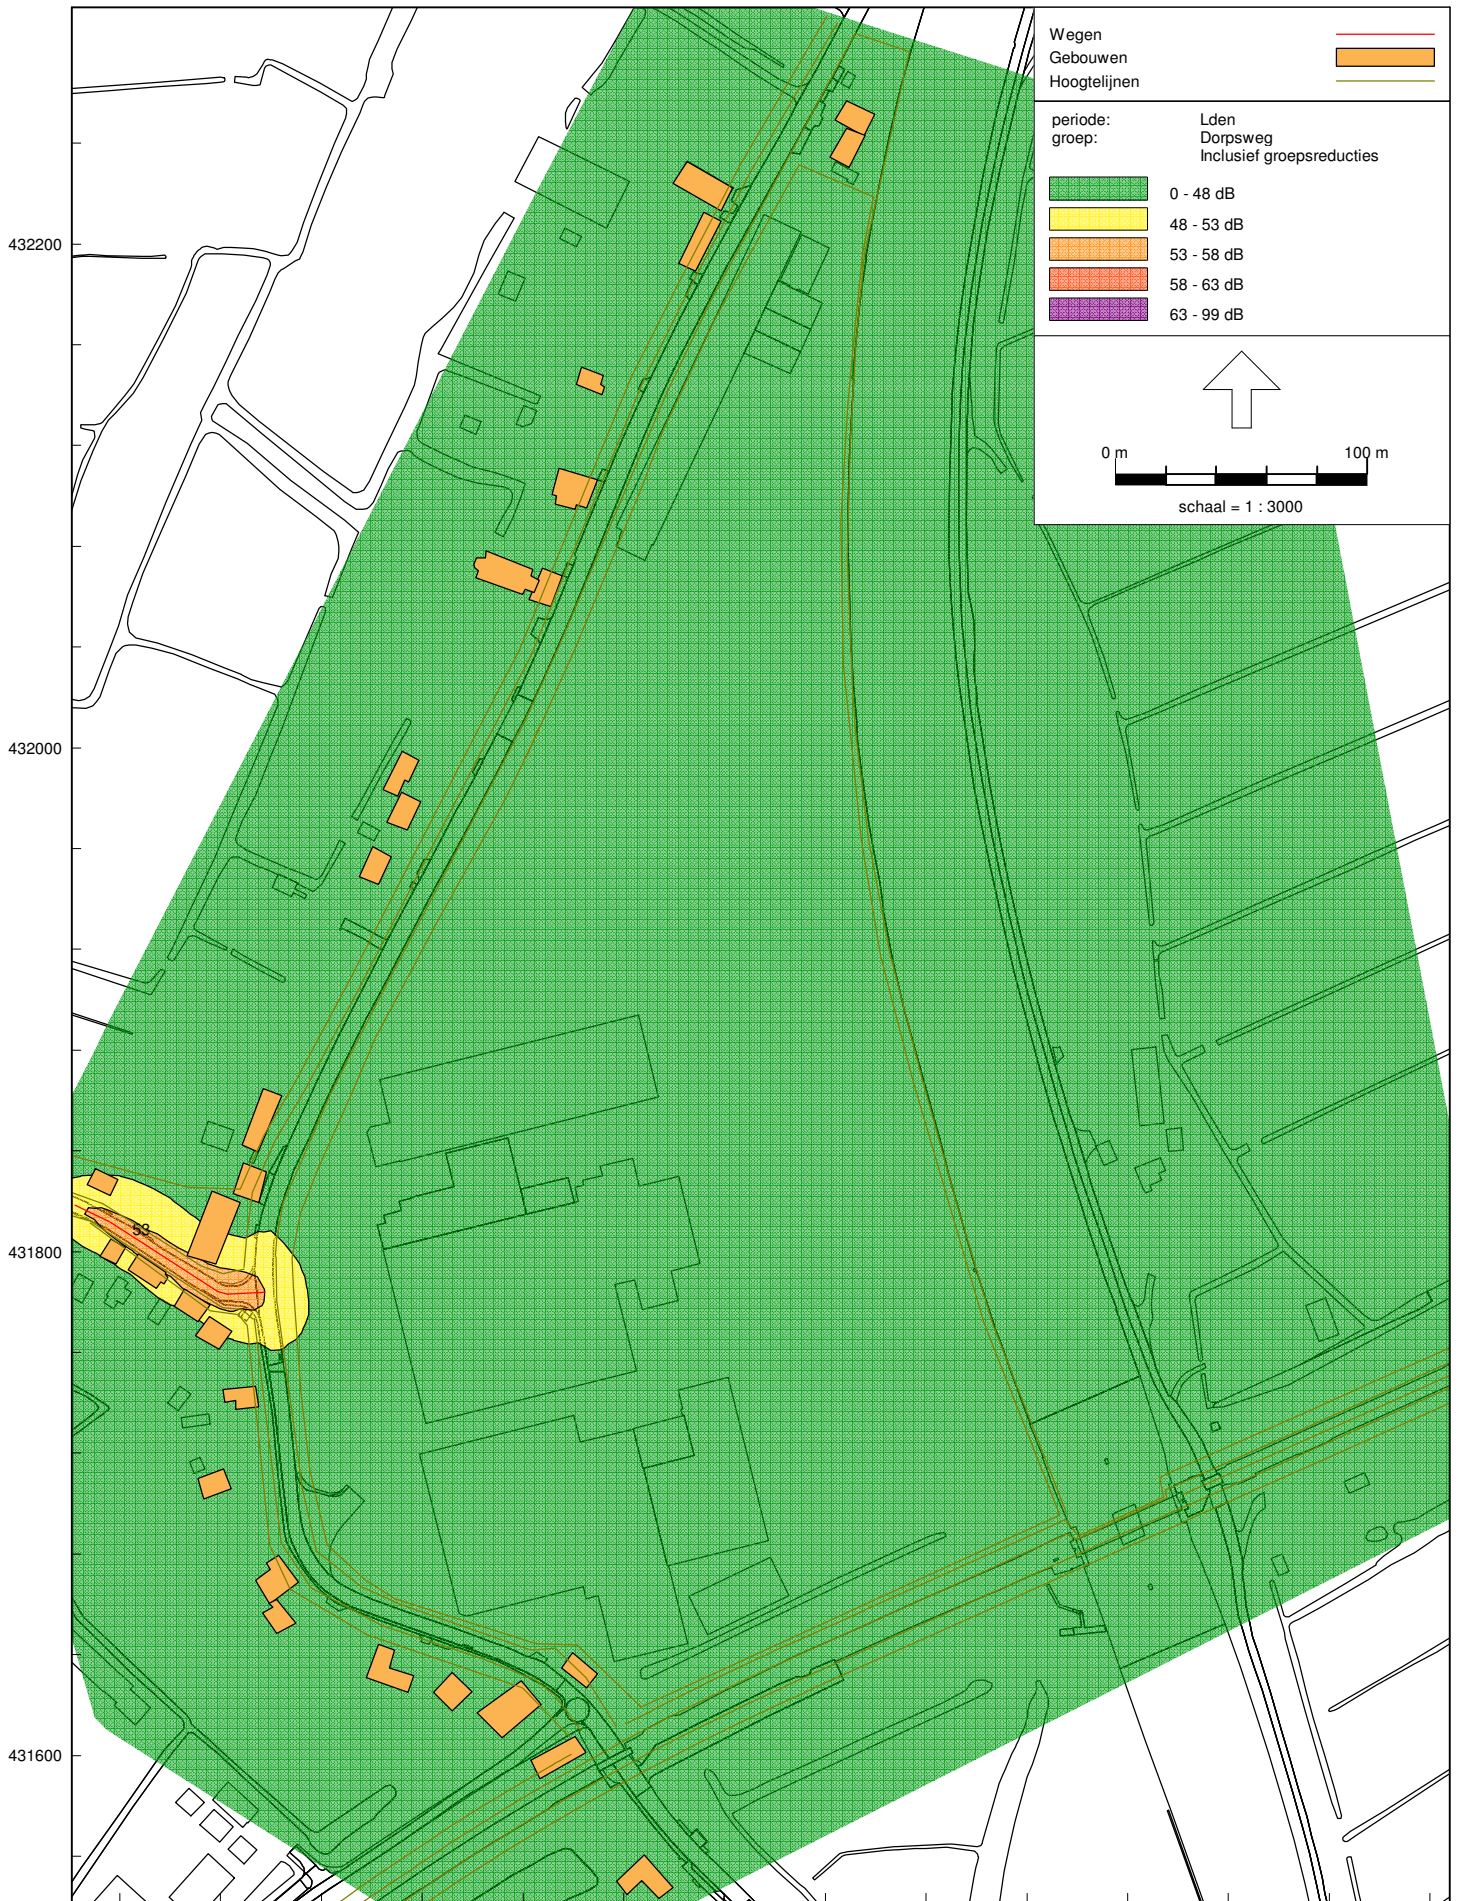 Wegen
Gebouwen
Hoogtelijnen
periode: Lden
groep: Dorpsweg
Inclusief groepsreducties
0 - 48 dB
48 - 53 dB
53 - 58 dB
58 - 63 dB
63 - 99 dB
0 m 100 m
schaal = 1 : 3000
432200
432000
53
431800
431600